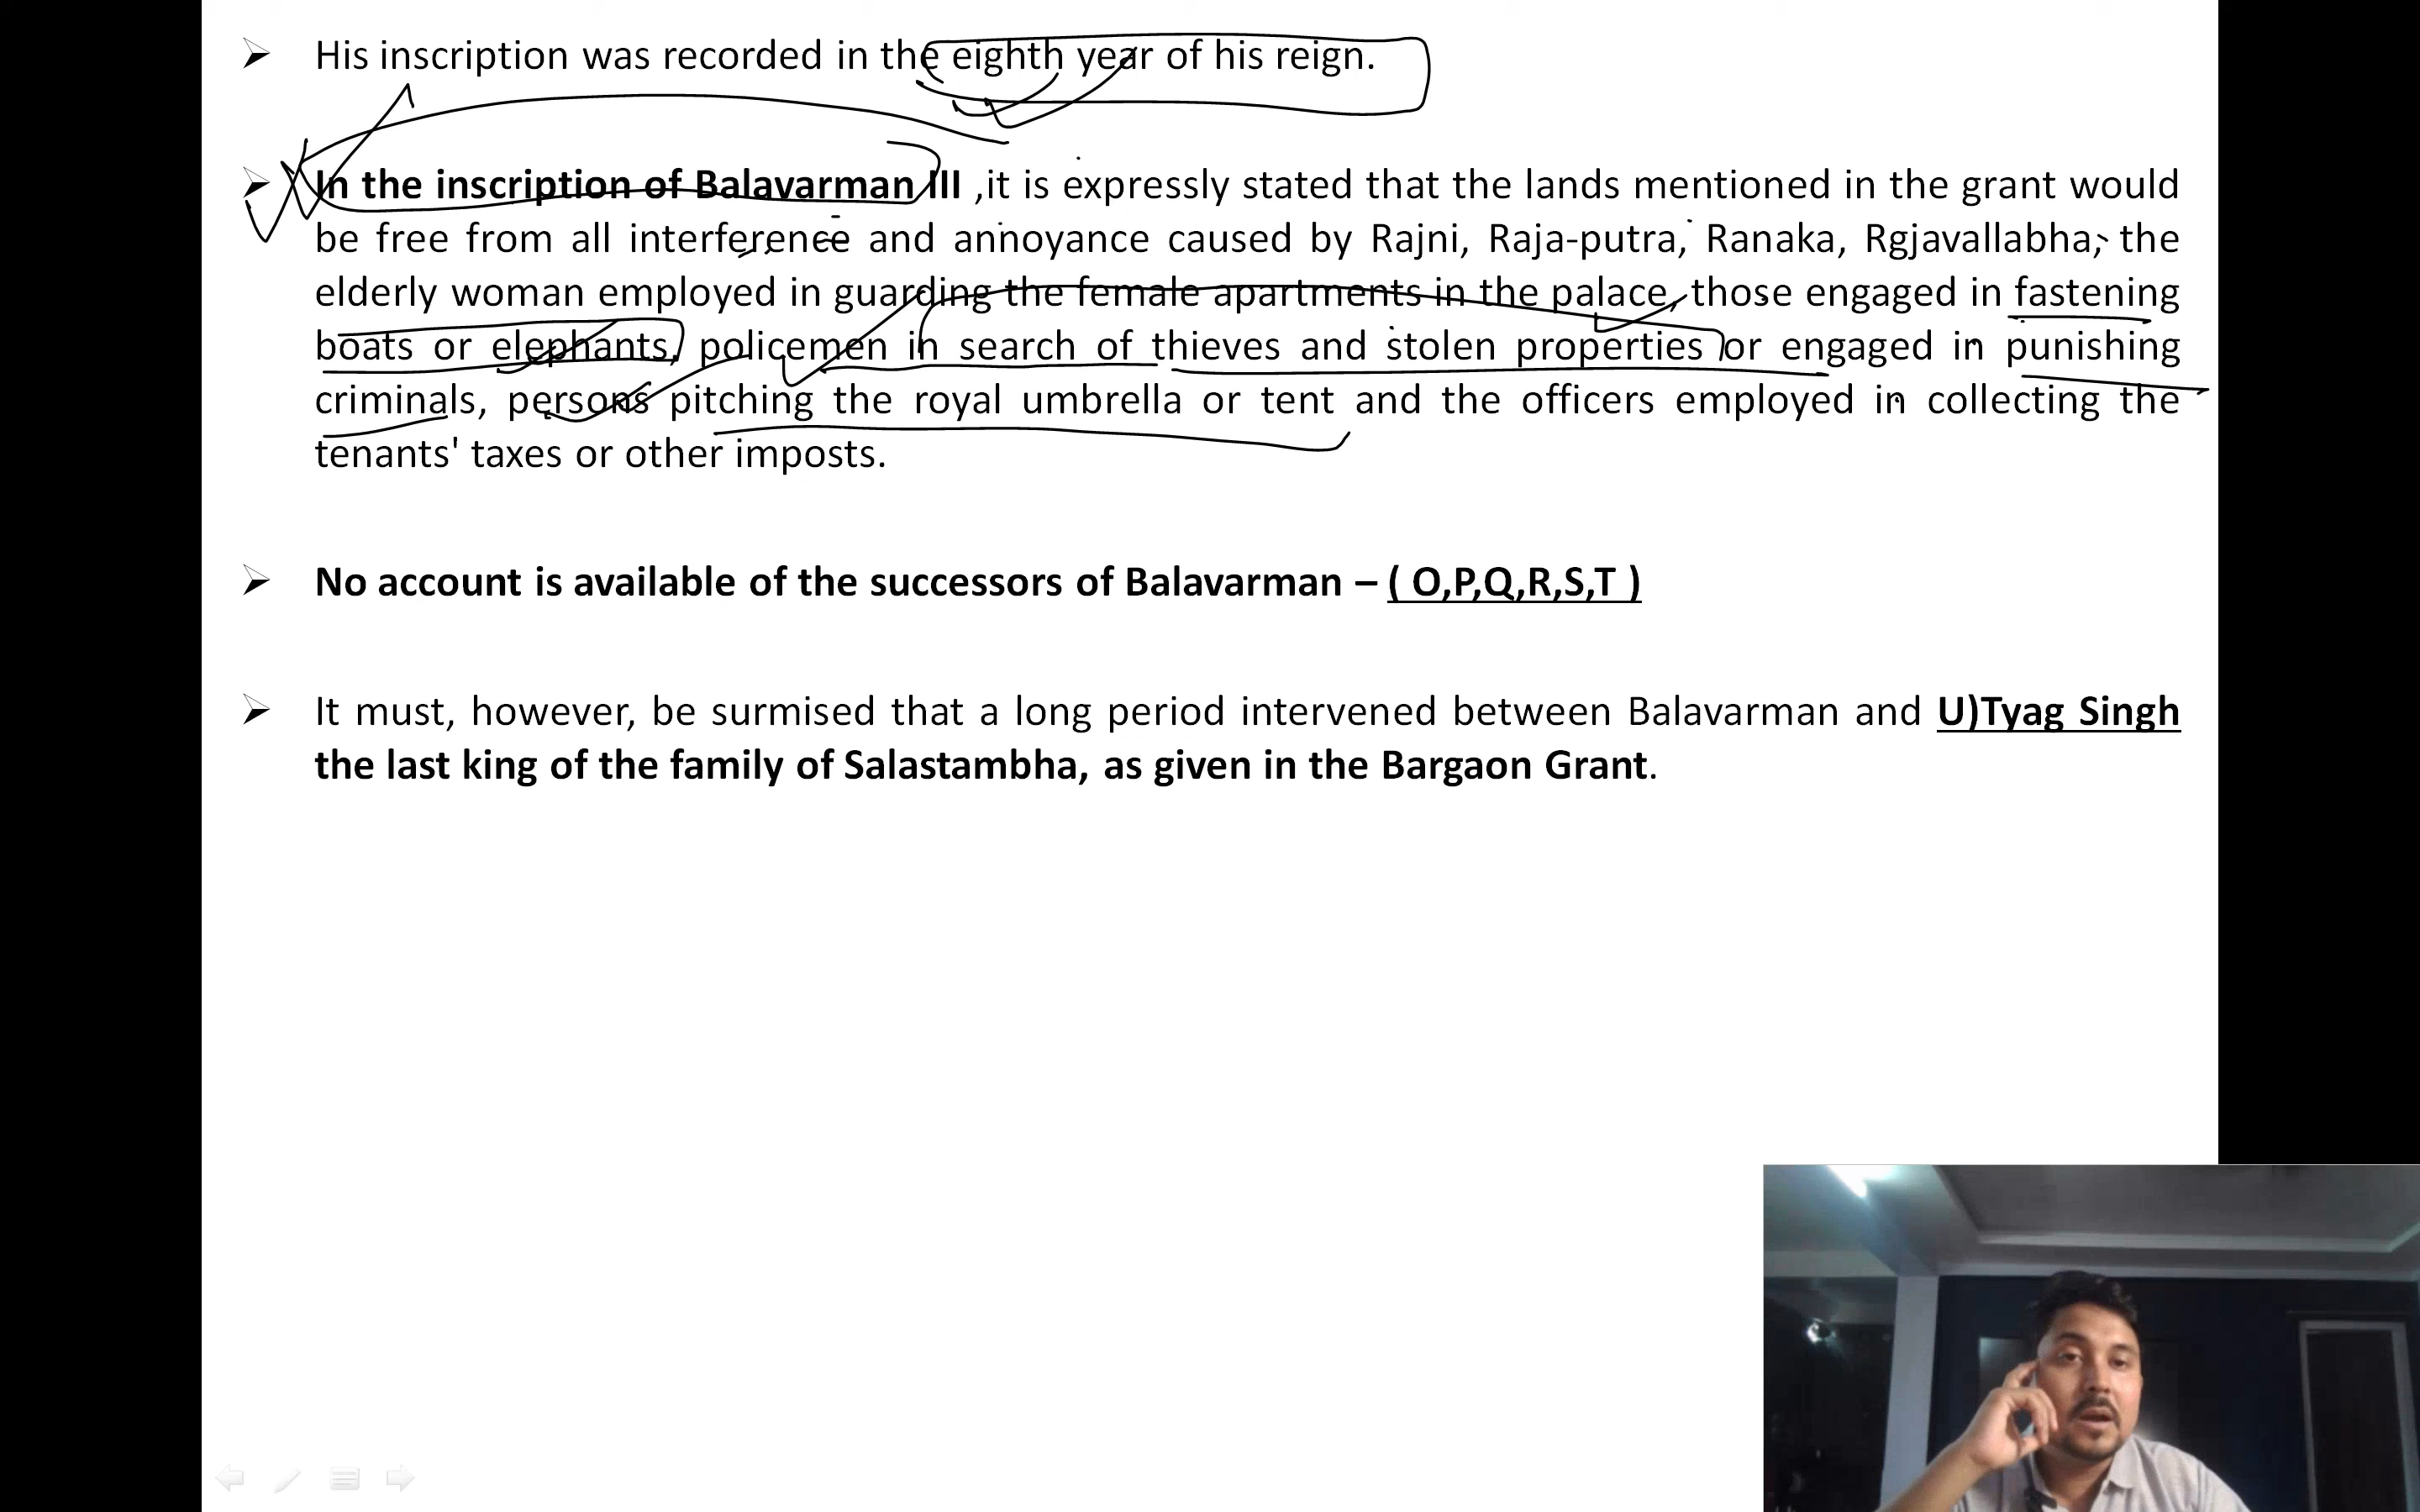 His inscription was recorded in the eighth year of his reign.
In the inscription of Balavarman III ,it is expressly stated that the lands mentioned in the grant would
be free from all interference and annoyance caused by Rajni, Raja-putra, Ranaka, Rgjavallabha, the
elderly woman employed in guarding the female apartments in the palace, those engaged in fastening
boats or elephants, policemen in search of thieves and stolen properties or engaged in punishing
criminals, persons pitching the royal umbrella or tent and the officers employed in collecting the
tenants' taxes or other imposts.
No account is available of the successors of Balavarman – ( O,P,Q,R,S,T )
It must, however, be surmised that a long period intervened between Balavarman and U)Tyag Singh
the last king of the family of Salastambha, as given in the Bargaon Grant.